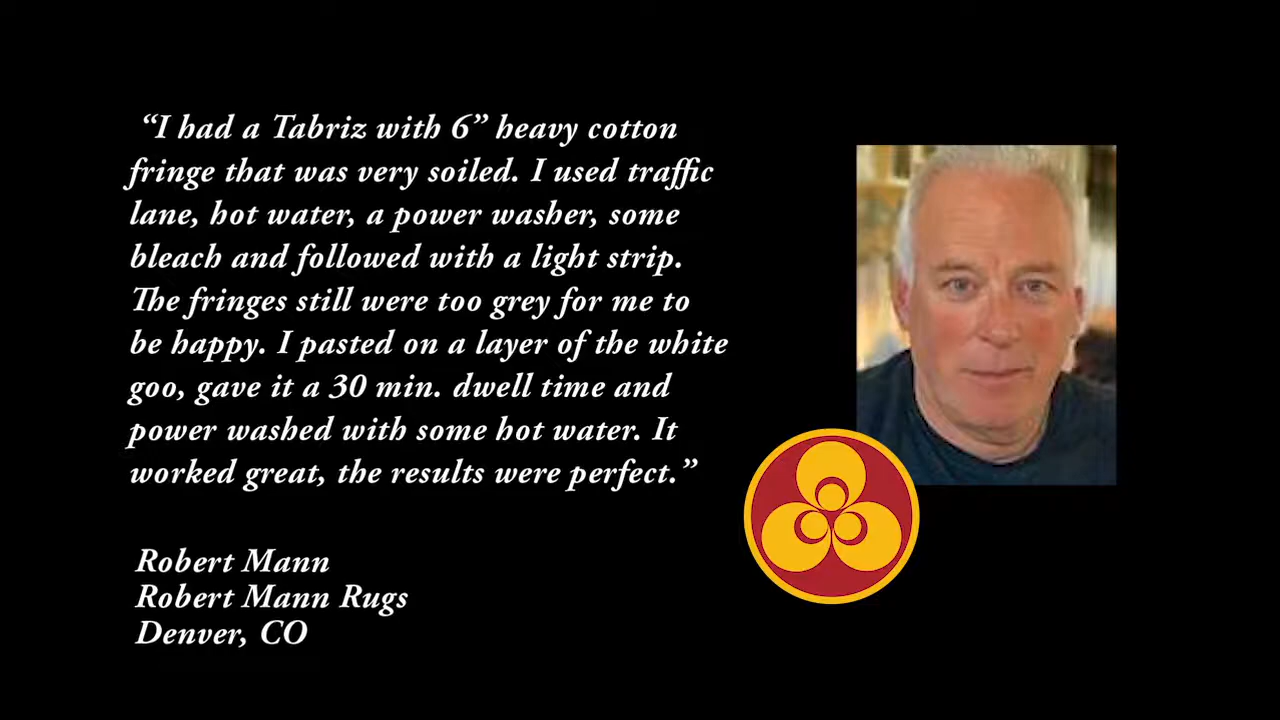 “I had a Tabriz with 6” heavy cotton
fringe that was very soiled. I used traffic
lane, hot water, a power washer, some
bleach and followed with a light strip.
The fringes still were too grey for me to
be happy. I pasted on a layer of the white
goo, gave it a 30 min. dwell time and
power washed with some hot water. It
worked great, the results were perfect.”
Robert Mann
Robert Mann Rugs
Denver, CO